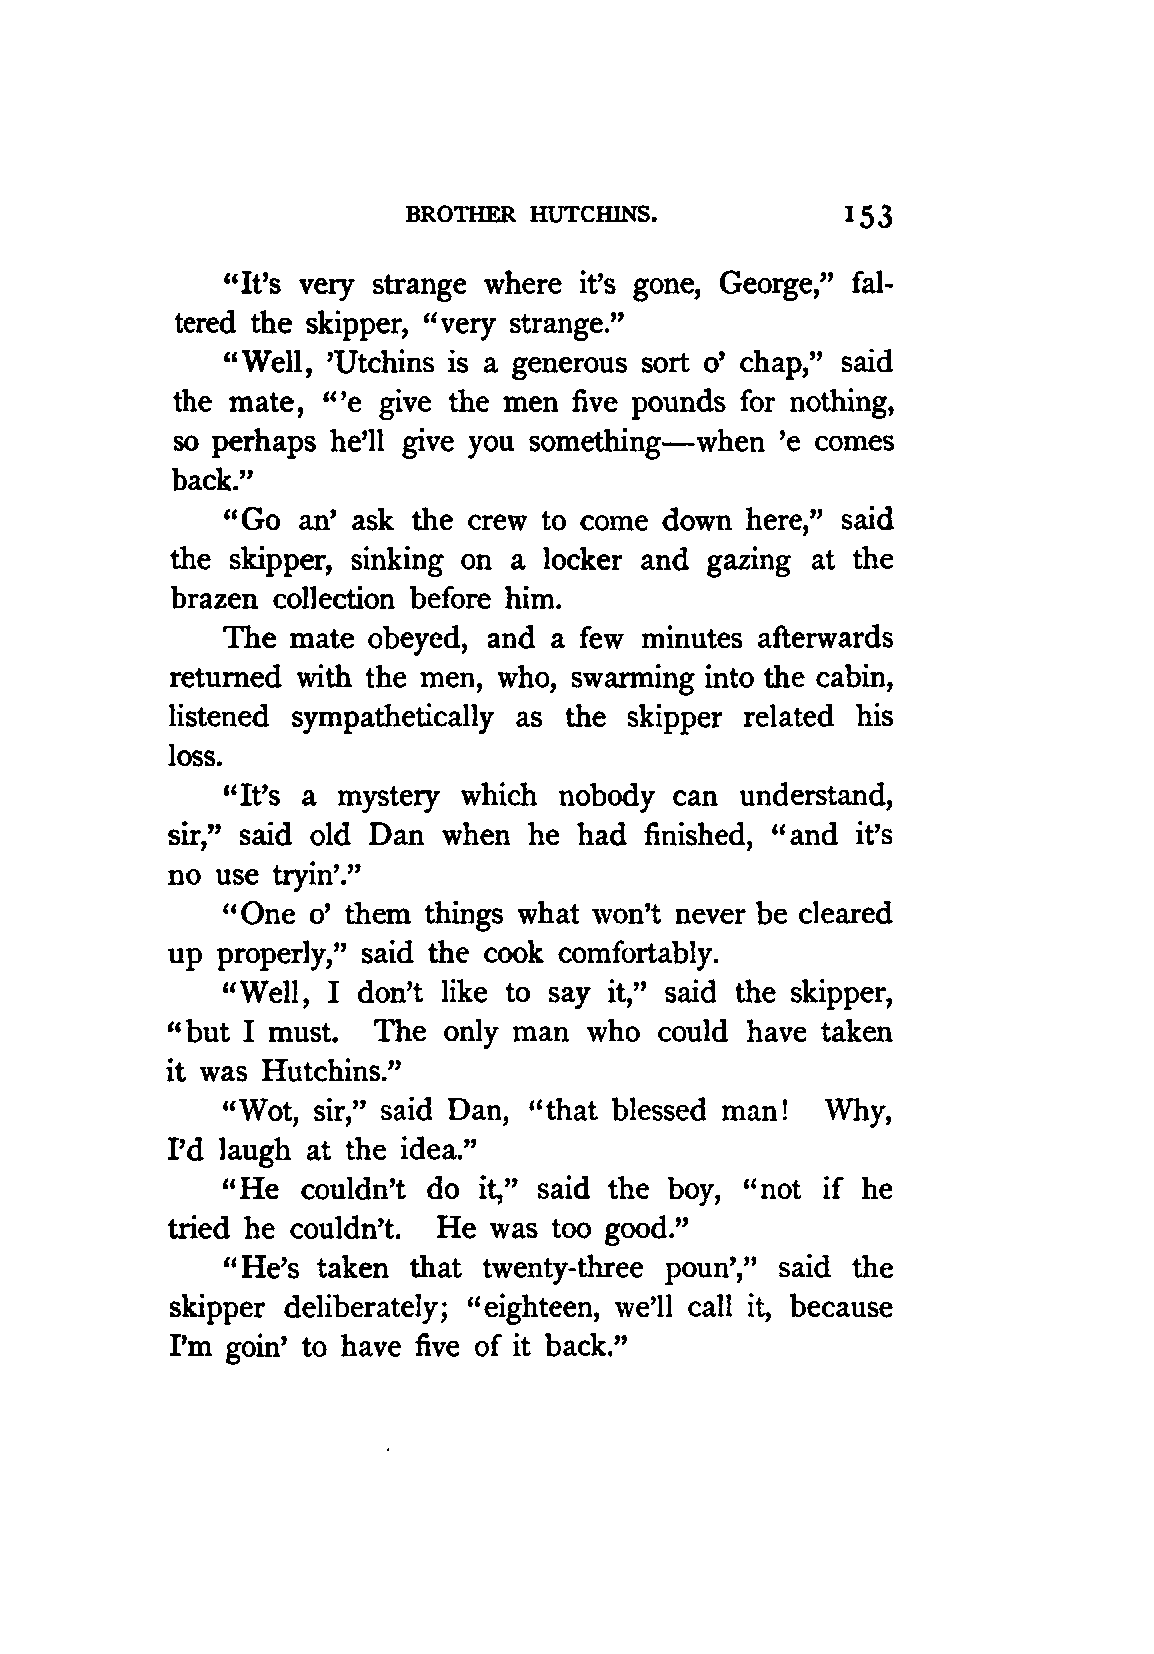 BROTHER HUTCHINS. 153
“It’s very strange where it’s gone, George,” fal-
tered the skipper, “very strange.”
“Well, ’Utchins is a generous sort o’ chap,” said
the mate, “’e give the men five pounds for nothing,
so perhaps he’ll give you something—when ’e comes
back.”
“Go an’ ask the crew to come down here,” said
the skipper, sinking on a locker and gazing at the
brazen collection before him.
The mate obeyed, and a few minutes afterwards
returned with the men, who, swarming into the cabin,
listened sympathetically as the skipper related his
loss.
“It’s a mystery which nobody can understand,
sir,” said old Dan when he had finished, “and it’s
no use tryin’.”
“One o’ them things what won’t never be cleared
up properly,” said the cook comfortably.
“Well, I don’t like to say it,” said the skipper,
“but I must. The only man who could have taken
it was Hutchins.”
“Wot, sir,” said Dan, “that blessed man! Why,
I’d laugh at the idea.”
“He couldn’t do it,” said the boy, “not if he
tried he couldn’t. He was too good.”
“He’s taken that twenty-three poun’,” said the
skipper deliberately; “eighteen, we’ll call it, because
I’m goin’ to have five of it back.”